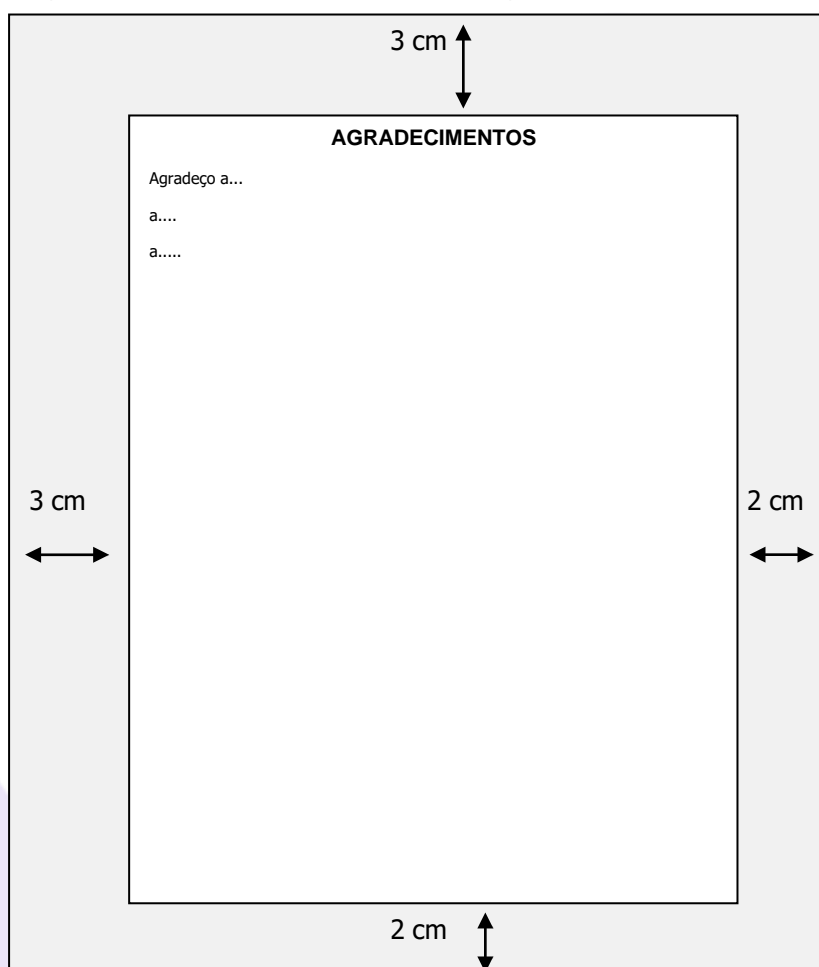 3 cm
AGRADECIMENTOS
Agradeço a...
a....
a.....
3 cm
2 cm
2 cm